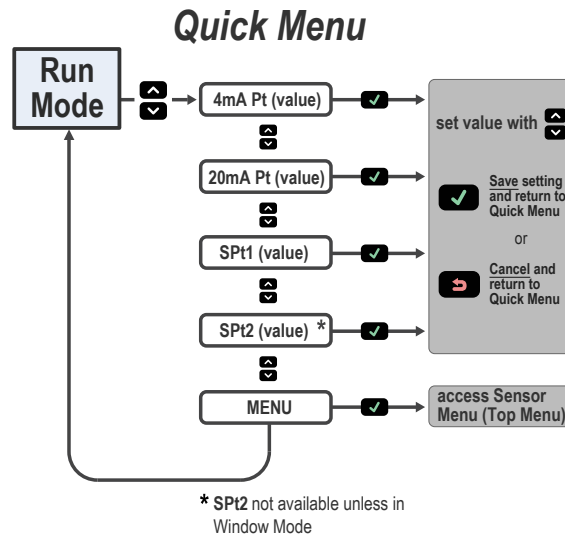 Quick Menu
Run
Mode
4mA Pt (value)
20mA Pt (value)
SPt1 (value)
SPt2 (value) *
MENU
set value with
Save setting
and return to
Quick Menu
or
Cancel and
return to
Quick Menu
access Sensor
Menu (Top Menu)
* SPt2 not available unless in
Window Mode